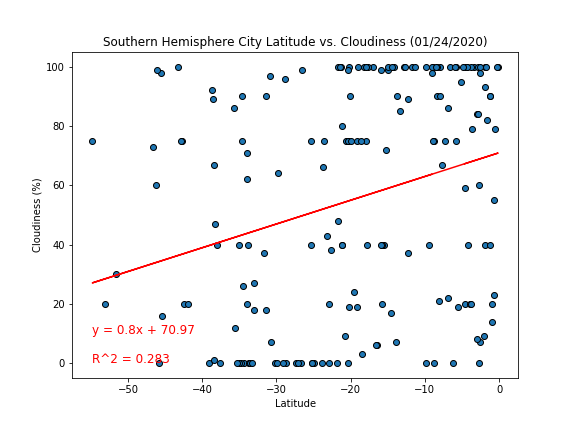 Southern Hemisphere City Latitude vs. Cloudiness (01/24/2020)
100
80
60
40
20
0
Cloudiness (%)
y = 0.8x + 70.97
R^2 = 0.283
−50
−40
−30
−20
−10
0
Latitude